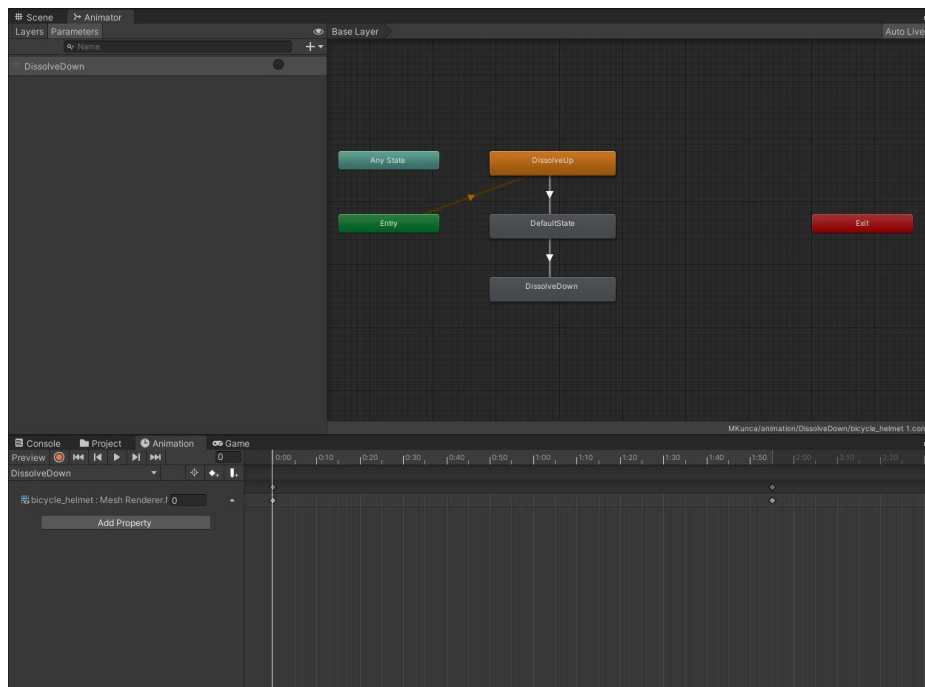 Scene Animator
Layers Parameters
Name
DissolveDown
Base Layer
Auto Live
Any State
DissolveUp
Entry
DefaultState
Exit
DissolveDown
MKunca/animation/DissolveDown/bicycle_helmet 1.con
Console Project Animation Game
Preview 0
0:00 0:10 0:20 0:30 0:40 0:50 1:00 1:10 1:20 1:30 1:40 1:50 2:00 2:10 2:20
DissolveDown
bicycle_helmet : Mesh Renderer. 0
Add Property